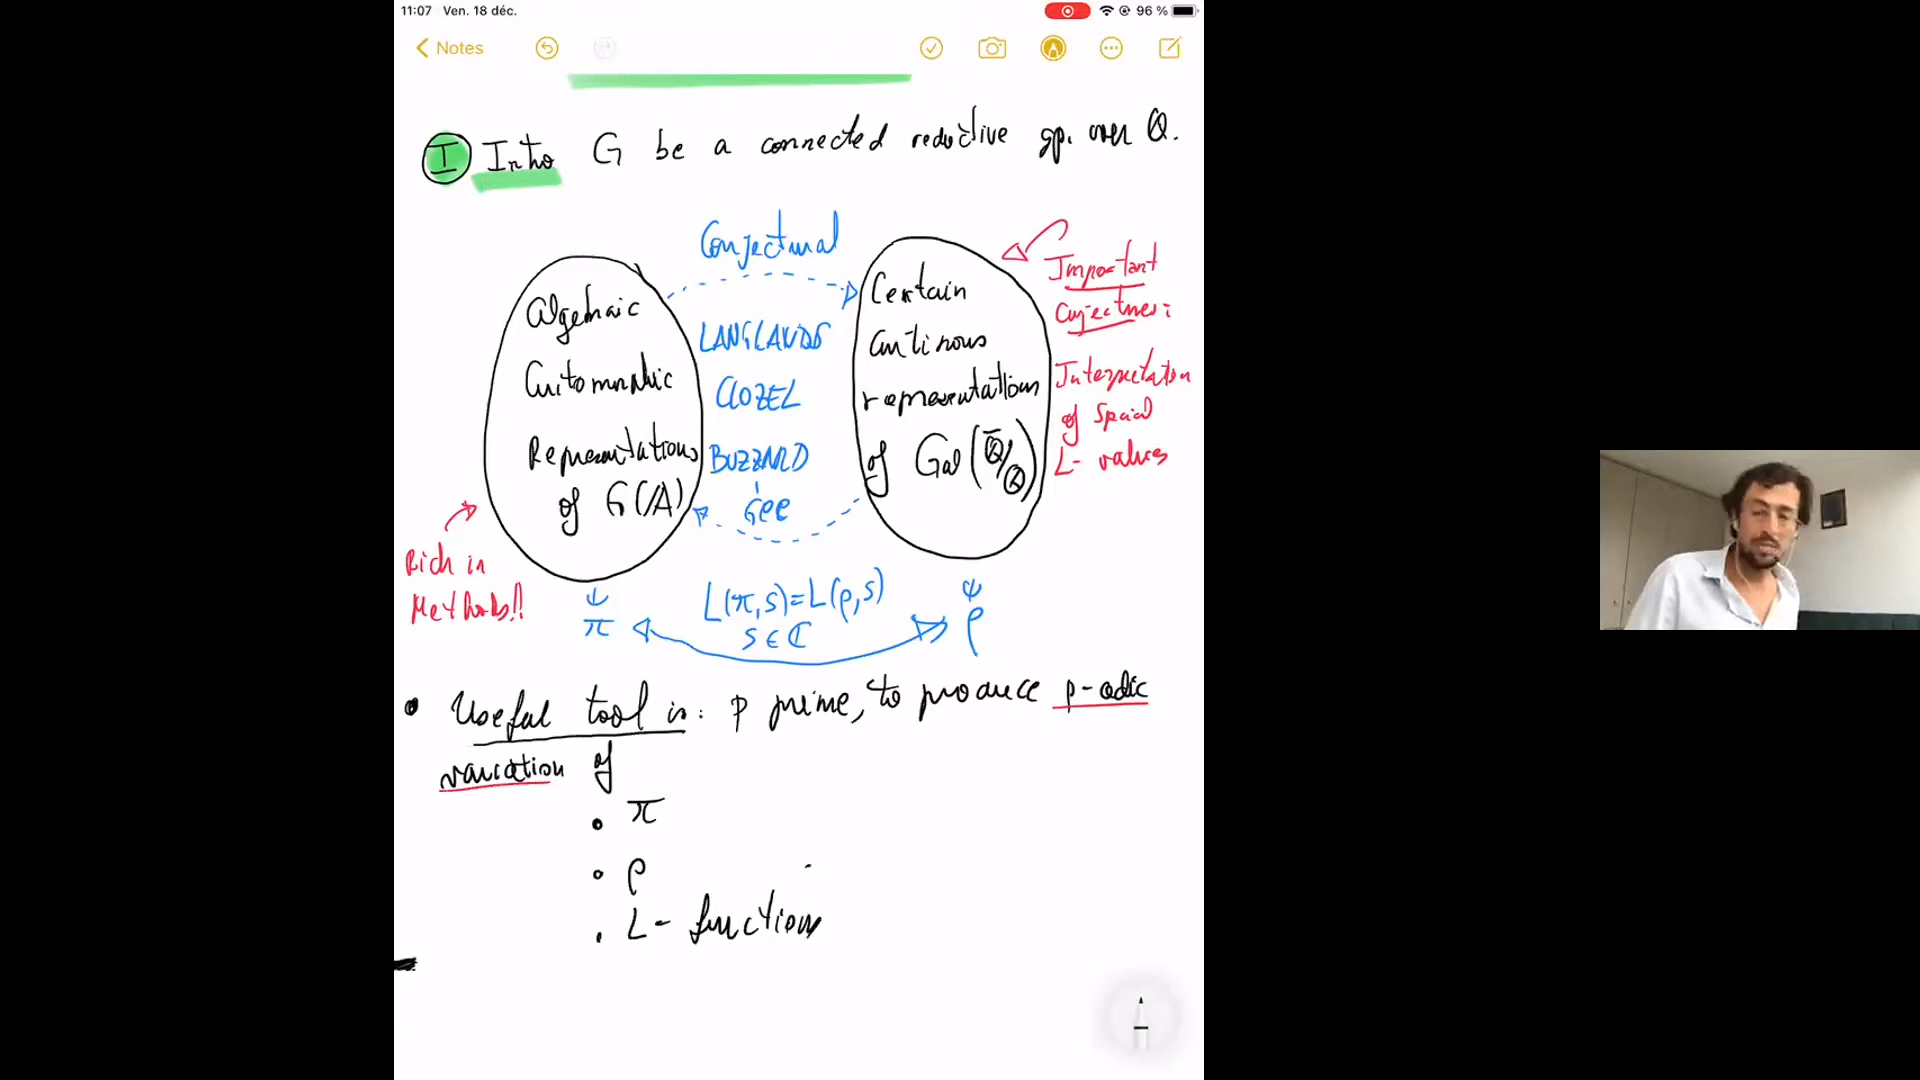 11:07 Ven. 18 déc.
96 %
Notes
I Intro G be a connected reductive gp. over Q.
Conjectural
Algebraic
Automorphic
Representations
of G(A)
LANGLANDS
CLOZEL
BUZZARD
GEE
Certain
continous
representations
of Gal(Q̄/Q)
Important
conjectures:
Interpretation
of special
L-values
Rich in
Methods!!
π
L(π,s)=L(ρ,s)
s ∈ ℂ
ρ
• Useful tool is: p prime, to produce p-adic
variation of
• π
• ρ
• L-function